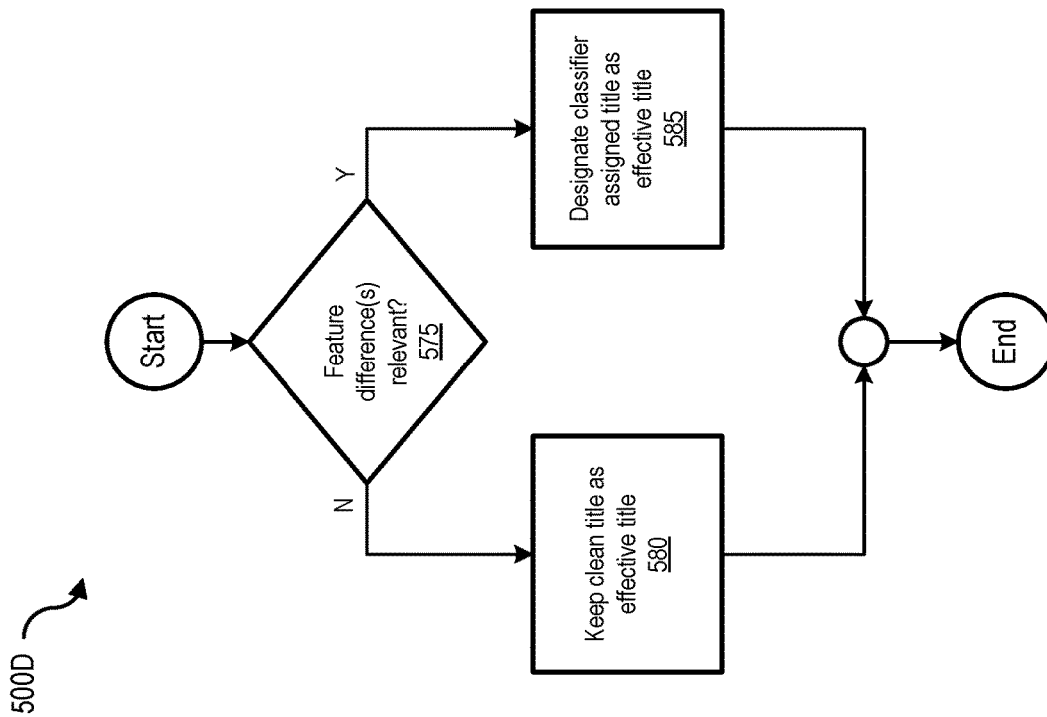 500D
Start
Feature
difference(s)
relevant?
575
N
Y
Keep clean title as
effective title
580
Designate classifier
assigned title as
effective title
585
End